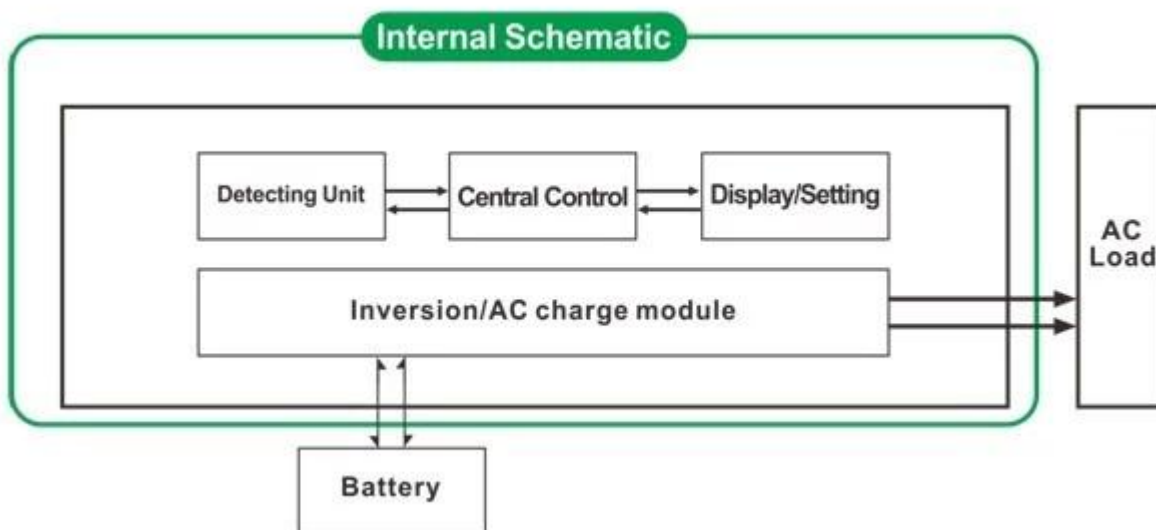 Internal Schematic
Detecting Unit
Central Control
Display/Setting
AC
Load
Inversion/AC charge module
Battery